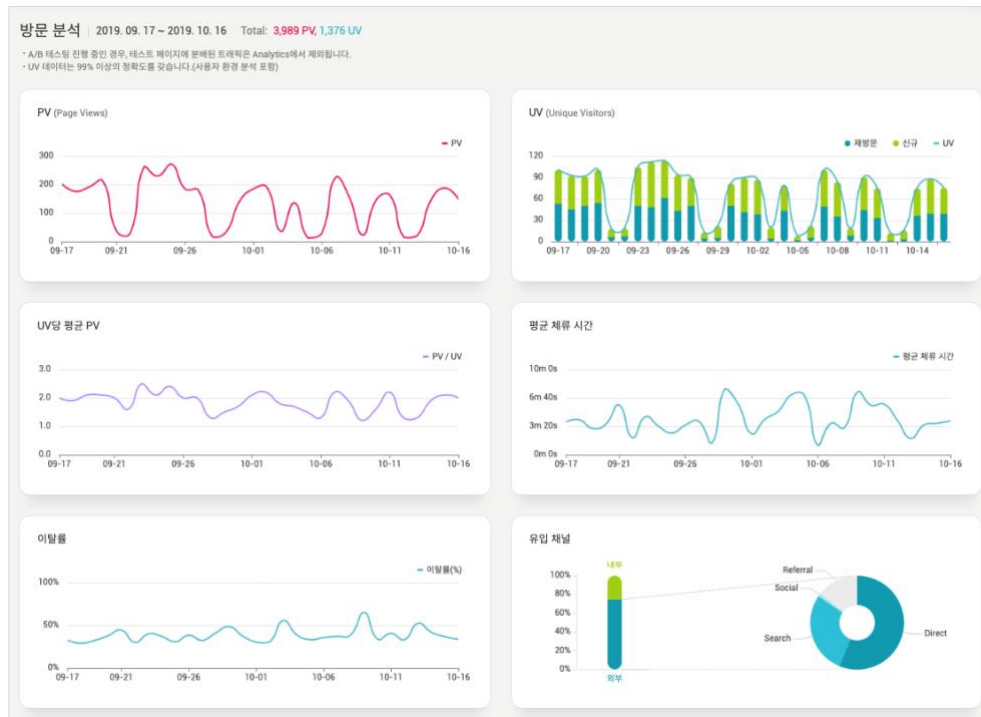 방문 분석 2019. 09. 17 ~ 2019. 10. 16 Total: 3,989 PV, 1,376 UV
· A/B 테스팅 진행 중인 경우, 테스트 페이지에 분배된 트래픽은 Analytics에서 제외됩니다.
· UV 데이터는 99% 이상의 정확도를 갖습니다.(사용자 환경 분석 포함)
PV (Page Views)
PV
300
200
100
0
09-17 09-21 09-26 10-01 10-06 10-11 10-16
UV (Unique Visitors)
재방문 신규 UV
120
90
60
30
0
09-17 09-20 09-23 09-26 09-29 10-02 10-05 10-08 10-11 10-14
UV당 평균 PV
PV / UV
3.0
2.0
1.0
0.0
09-17 09-21 09-26 10-01 10-06 10-11 10-16
평균 체류 시간
평균 체류 시간
10m 0s
6m 40s
3m 20s
0m 0s
09-17 09-21 09-26 10-01 10-06 10-11 10-16
이탈률
이탈률(%)
100%
50%
0%
09-17 09-21 09-26 10-01 10-06 10-11 10-16
유입 채널
내부
100%
80%
60%
40%
20%
0%
외부
Referral
Social
Search
Direct